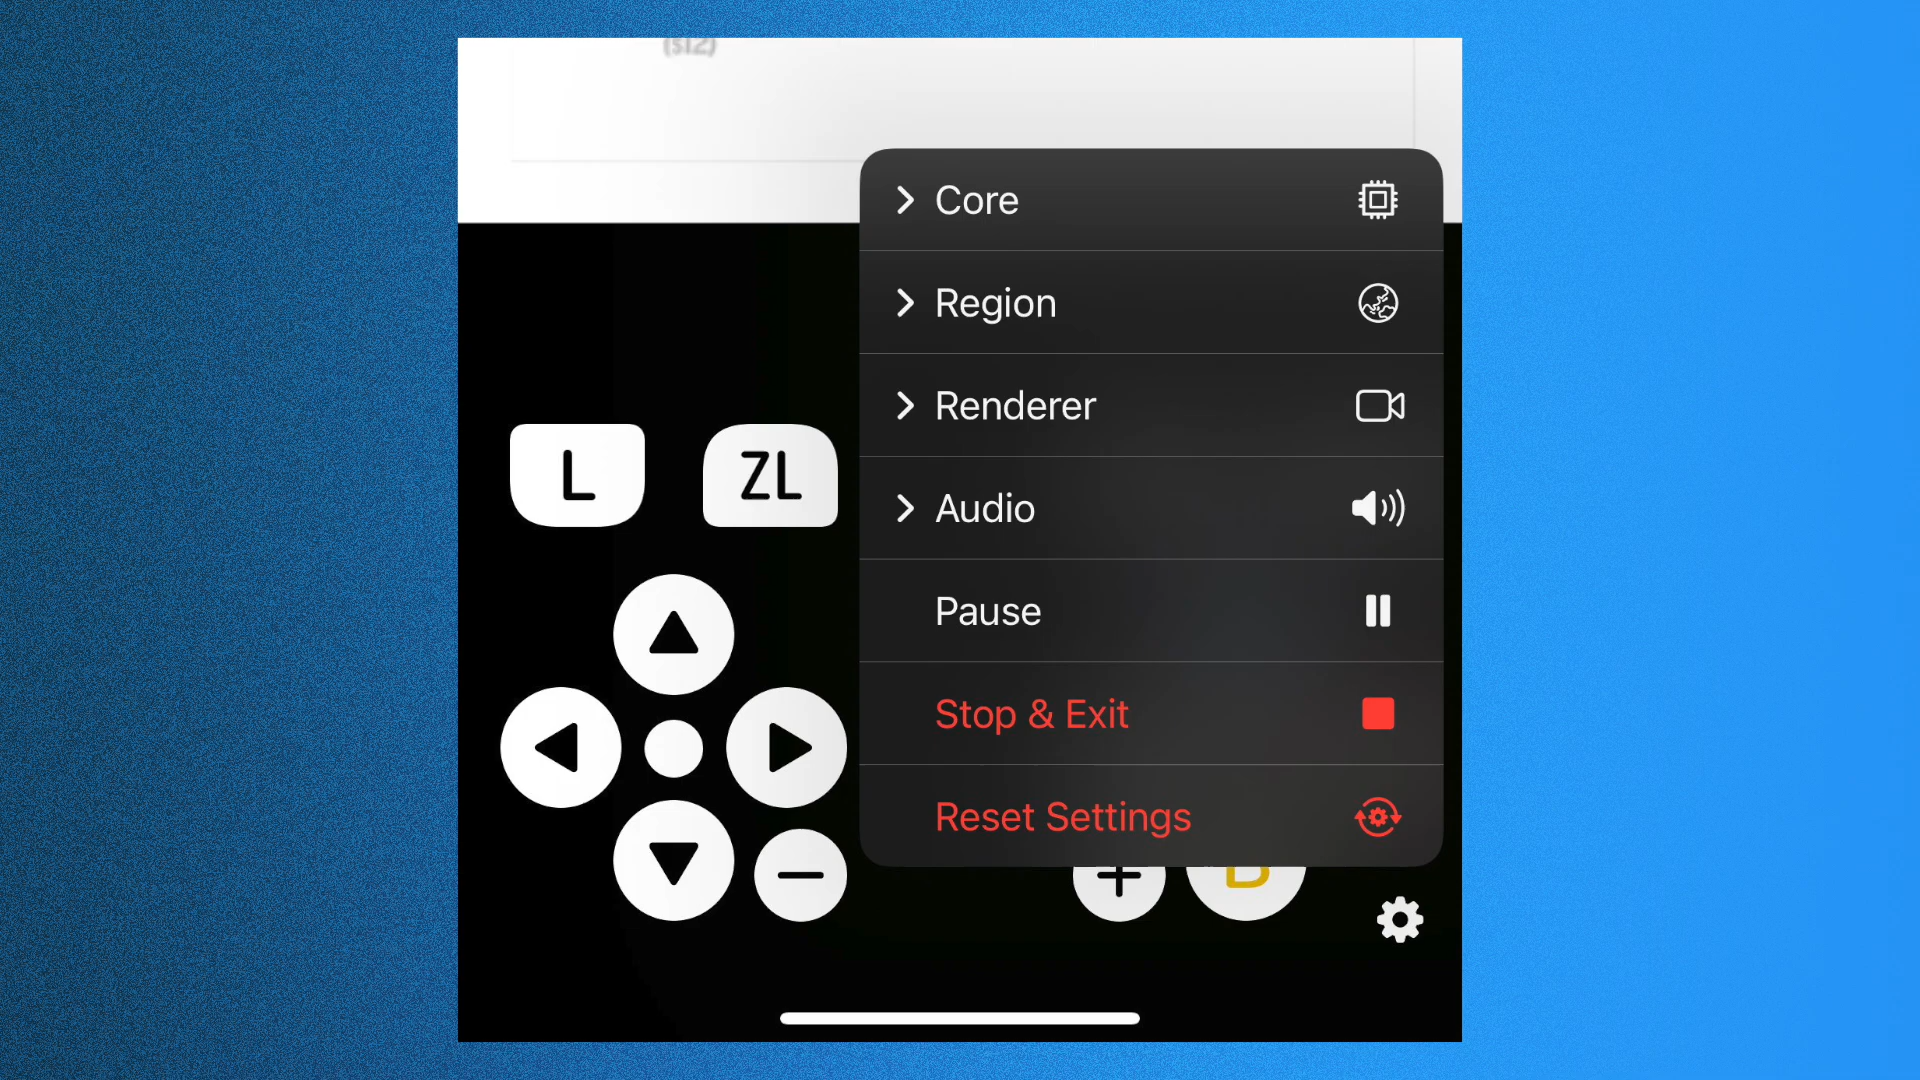 Core
Region
Renderer
Audio
Pause
Stop & Exit
Reset Settings
L
ZL
B